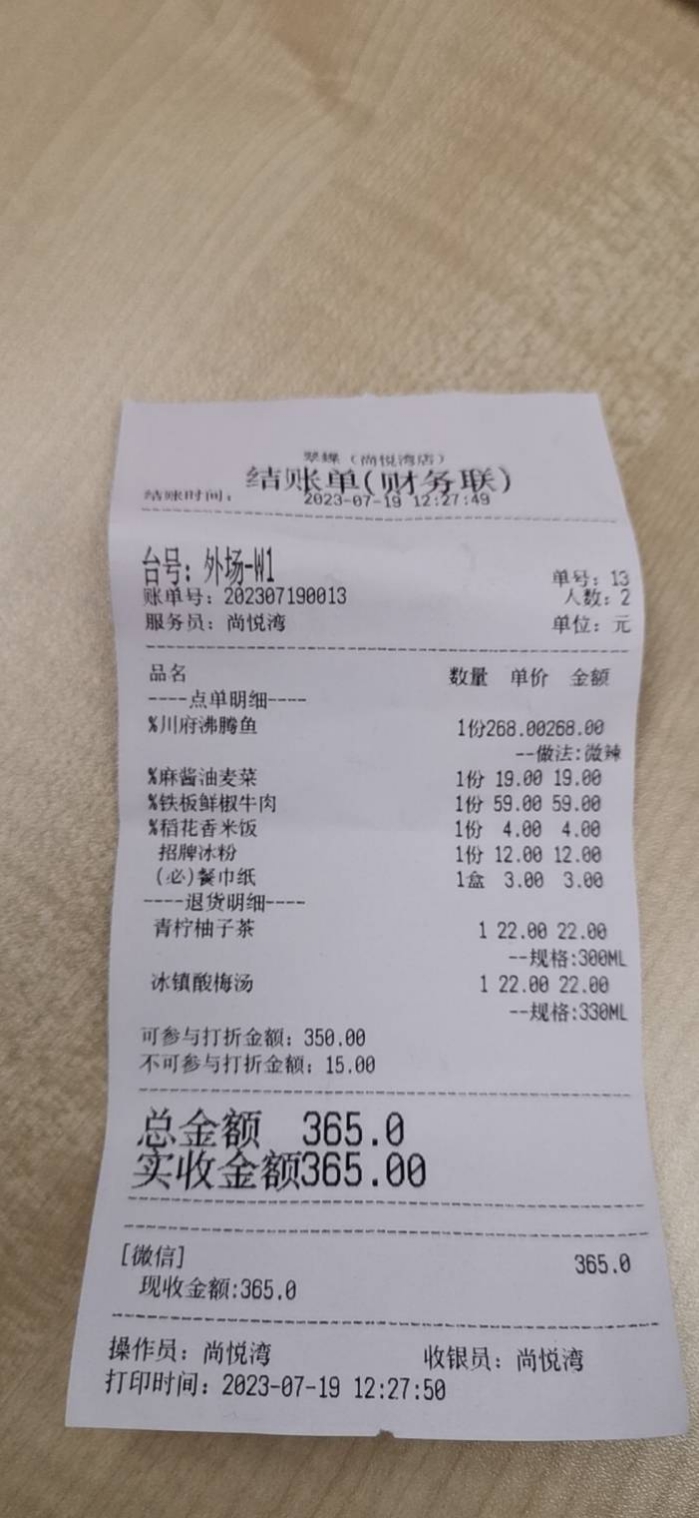 翠蝶（尚悦湾店）
结账单(财务联)
结账时间： 2023-07-19 12:27:49
台号：外场-W1 单号：13
账单号：202307190013 人数：2
服务员：尚悦湾 单位：元
品名 数量 单价 金额
----点单明细----
%川府沸腾鱼 1份268.00268.00
--做法:微辣
%麻酱油麦菜 1份 19.00 19.00
%铁板鲜椒牛肉 1份 59.00 59.00
%稻花香米饭 1份 4.00 4.00
招牌冰粉 1份 12.00 12.00
(必)餐巾纸 1盒 3.00 3.00
----退货明细----
青柠柚子茶 1 22.00 22.00
--规格:300ML
冰镇酸梅汤 1 22.00 22.00
--规格:330ML
可参与打折金额：350.00
不可参与打折金额：15.00
总金额 365.0
实收金额365.00
[微信] 365.0
现收金额:365.0
操作员：尚悦湾 收银员：尚悦湾
打印时间：2023-07-19 12:27:50